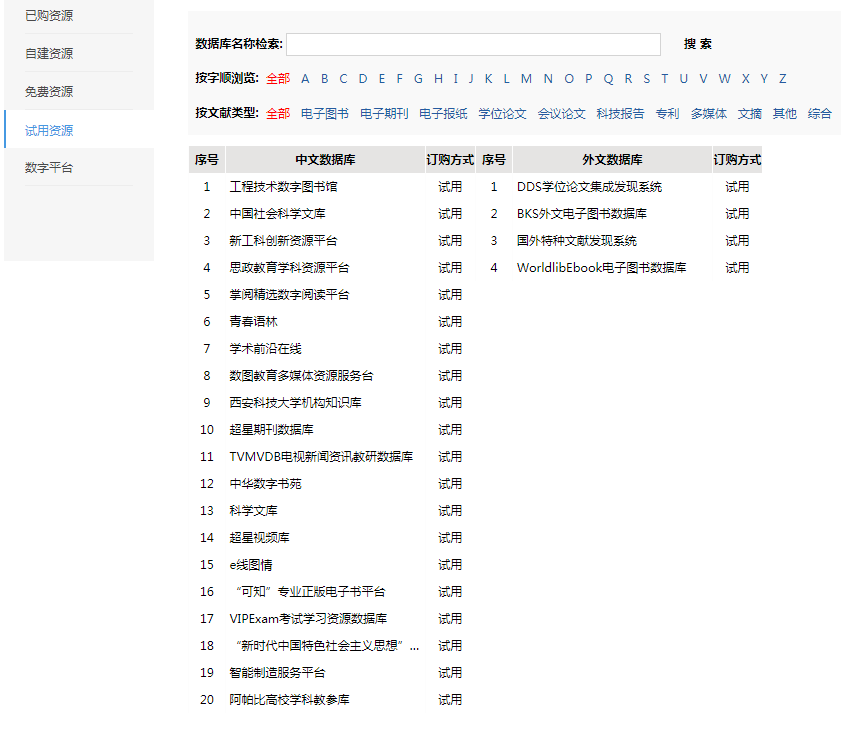 已购资源
自建资源
免费资源
试用资源
数字平台
数据库名称检索: 搜 索
按字顺浏览: 全部 A B C D E F G H I J K L M N O P Q R S T U V W X Y Z
按文献类型: 全部 电子图书 电子期刊 电子报纸 学位论文 会议论文 科技报告 专利 多媒体 文摘 其他 综合
序号 中文数据库 订购方式 序号 外文数据库 订购方式
1 工程技术数字图书馆 试用 1 DDS学位论文集成发现系统 试用
2 中国社会科学文库 试用 2 BKS外文电子图书数据库 试用
3 新工科创新资源平台 试用 3 国外特种文献发现系统 试用
4 思政教育学科资源平台 试用 4 WorldlibEbook电子图书数据库 试用
5 掌阅精选数字阅读平台 试用
6 青春语林 试用
7 学术前沿在线 试用
8 数图教育多媒体资源服务台 试用
9 西安科技大学机构知识库 试用
10 超星期刊数据库 试用
11 TVMVDB电视新闻资讯教研数据库 试用
12 中华数字书苑 试用
13 科学文库 试用
14 超星视频库 试用
15 e线图情 试用
16 “可知”专业正版电子书平台 试用
17 VIPExam考试学习资源数据库 试用
18 “新时代中国特色社会主义思想”... 试用
19 智能制造服务平台 试用
20 阿帕比高校学科教参库 试用